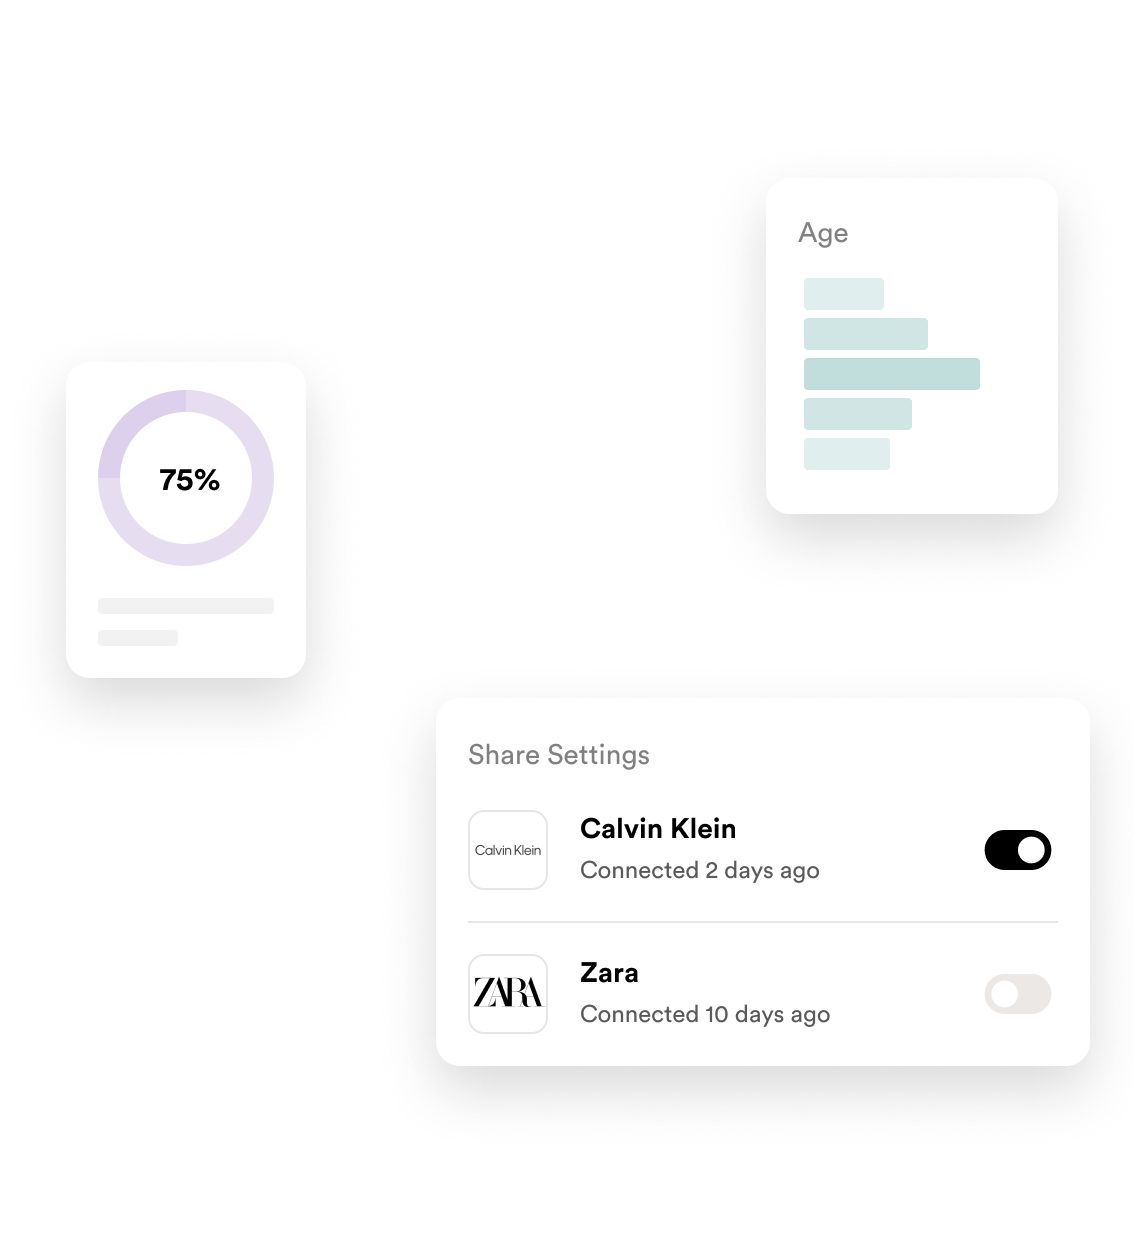 Age
75%
Share Settings
Calvin Klein
Calvin Klein
Connected 2 days ago
ZARA
Zara
Connected 10 days ago